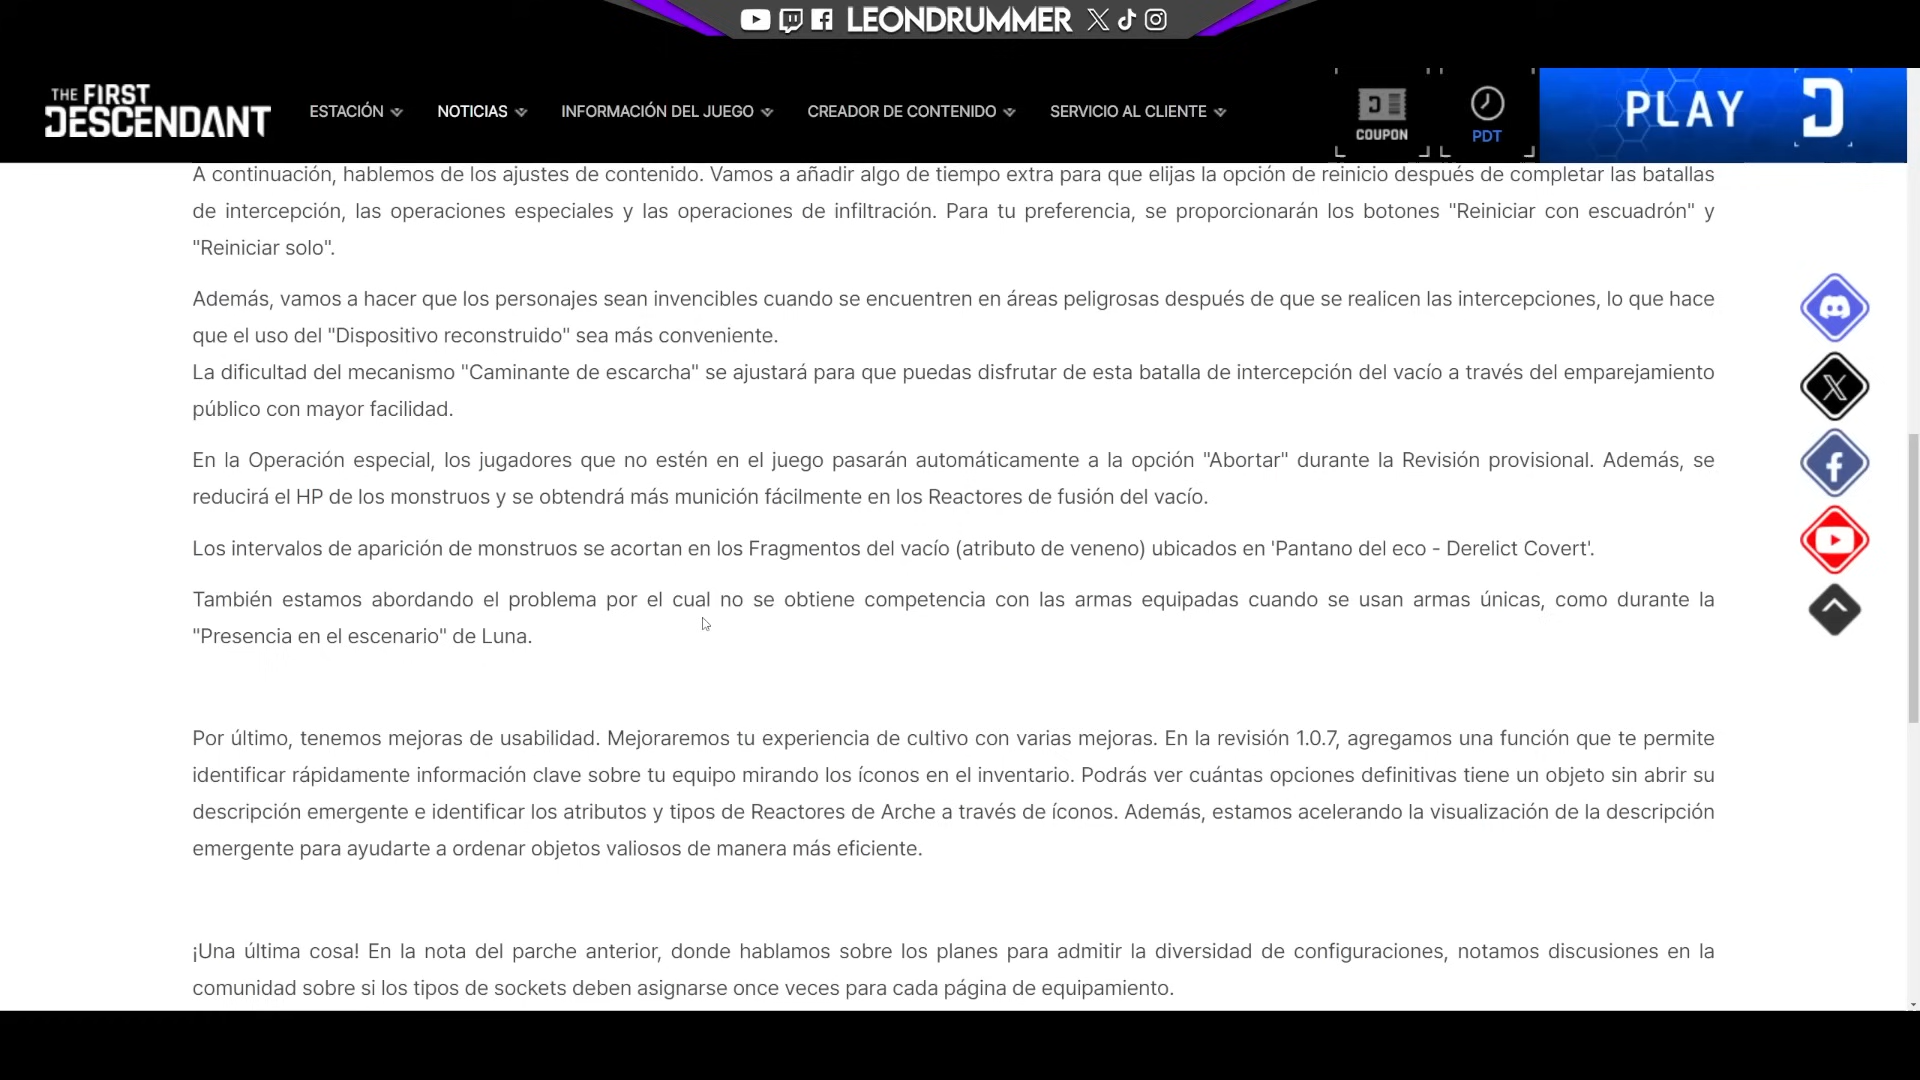 LEONDRUMMER
THE FIRST
DESCENDANT
ESTACIÓN
NOTICIAS
INFORMACIÓN DEL JUEGO
CREADOR DE CONTENIDO
SERVICIO AL CLIENTE
COUPON
PDT
PLAY
A continuación, hablemos de los ajustes de contenido. Vamos a añadir algo de tiempo extra para que elijas la opción de reinicio después de completar las batallas
de intercepción, las operaciones especiales y las operaciones de infiltración. Para tu preferencia, se proporcionarán los botones "Reiniciar con escuadrón" y
"Reiniciar solo".
Además, vamos a hacer que los personajes sean invencibles cuando se encuentren en áreas peligrosas después de que se realicen las intercepciones, lo que hace
que el uso del "Dispositivo reconstruido" sea más conveniente.
La dificultad del mecanismo "Caminante de escarcha" se ajustará para que puedas disfrutar de esta batalla de intercepción del vacío a través del emparejamiento
público con mayor facilidad.
En la Operación especial, los jugadores que no estén en el juego pasarán automáticamente a la opción "Abortar" durante la Revisión provisional. Además, se
reducirá el HP de los monstruos y se obtendrá más munición fácilmente en los Reactores de fusión del vacío.
Los intervalos de aparición de monstruos se acortan en los Fragmentos del vacío (atributo de veneno) ubicados en 'Pantano del eco - Derelict Covert'.
También estamos abordando el problema por el cual no se obtiene competencia con las armas equipadas cuando se usan armas únicas, como durante la
"Presencia en el escenario" de Luna.
Por último, tenemos mejoras de usabilidad. Mejoraremos tu experiencia de cultivo con varias mejoras. En la revisión 1.0.7, agregamos una función que te permite
identificar rápidamente información clave sobre tu equipo mirando los íconos en el inventario. Podrás ver cuántas opciones definitivas tiene un objeto sin abrir su
descripción emergente e identificar los atributos y tipos de Reactores de Arche a través de íconos. Además, estamos acelerando la visualización de la descripción
emergente para ayudarte a ordenar objetos valiosos de manera más eficiente.
¡Una última cosa! En la nota del parche anterior, donde hablamos sobre los planes para admitir la diversidad de configuraciones, notamos discusiones en la
comunidad sobre si los tipos de sockets deben asignarse once veces para cada página de equipamiento.